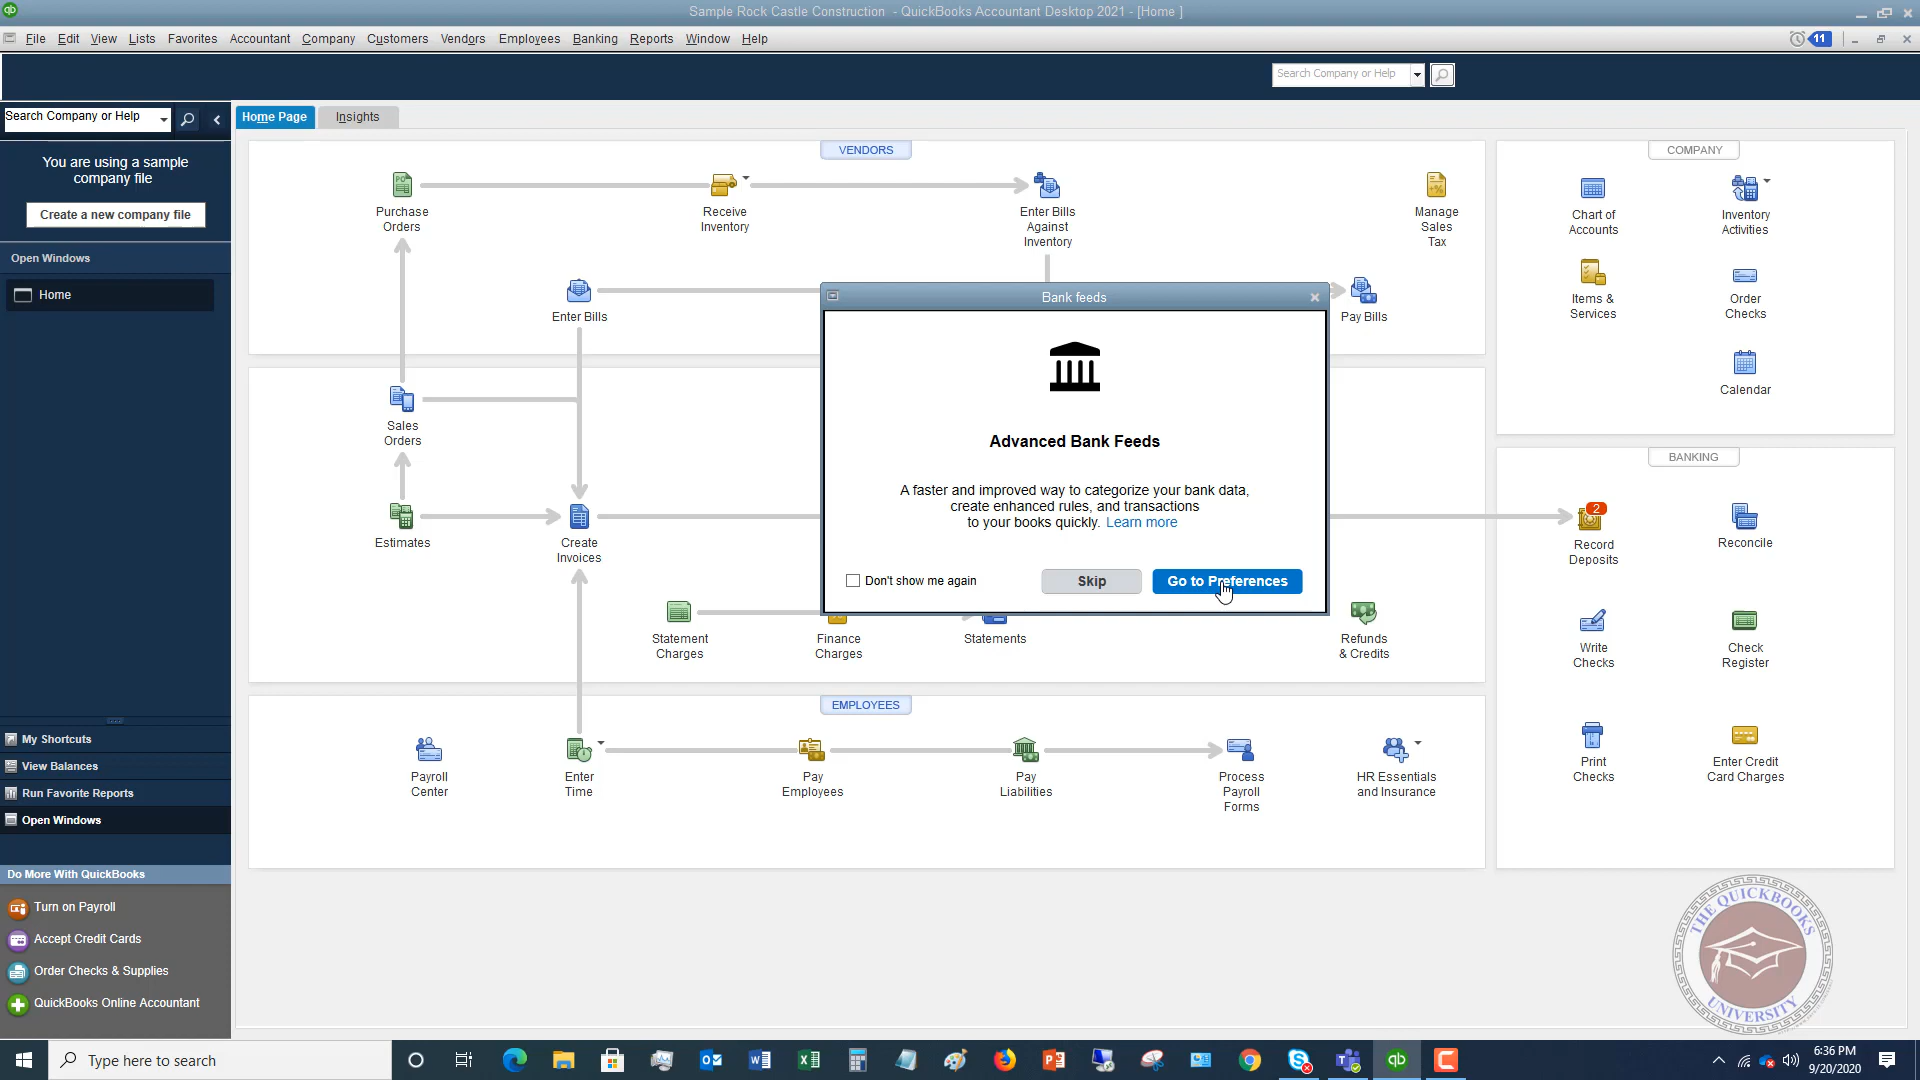 Sample Rock Castle Construction - QuickBooks Accountant Desktop 2021 - [Home ]
File Edit View Lists Favorites Accountant Company Customers Vendors Employees Banking Reports Window Help
11
Search Company or Help
Search Company or Help
You are using a sample
company file
Create a new company file
Open Windows
Home
My Shortcuts
View Balances
Run Favorite Reports
Open Windows
Do More With QuickBooks
Turn on Payroll
Accept Credit Cards
Order Checks & Supplies
QuickBooks Online Accountant
Home Page
Insights
VENDORS
Purchase
Orders
Receive
Inventory
Enter Bills
Against
Inventory
Manage
Sales
Tax
Enter Bills
Pay Bills
Sales
Orders
Estimates
Create
Invoices
Statement
Charges
Finance
Charges
Statements
Refunds
& Credits
EMPLOYEES
Payroll
Center
Enter
Time
Pay
Employees
Pay
Liabilities
Process
Payroll
Forms
HR Essentials
and Insurance
Bank feeds
Advanced Bank Feeds
A faster and improved way to categorize your bank data,
create enhanced rules, and transactions
to your books quickly. Learn more
Don't show me again
Skip
Go to Preferences
COMPANY
Chart of
Accounts
Inventory
Activities
Items &
Services
Order
Checks
Calendar
BANKING
2
Record
Deposits
Reconcile
Write
Checks
Check
Register
Print
Checks
Enter Credit
Card Charges
THE QUICKBOOKS
UNIVERSITY
Type here to search
6:36 PM
9/20/2020